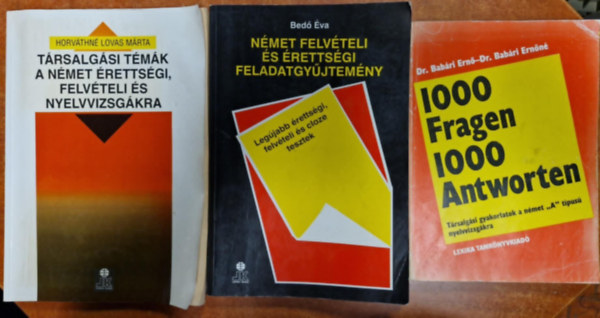 HORVÁTHNÉ LOVAS MÁRTA
TÁRSALGÁSI TÉMÁK
A NÉMET ÉRETTSÉGI,
FELVÉTELI ÉS
NYELVVIZSGÁKRA
Bedő Éva
NÉMET FELVÉTELI
ÉS ÉRETTSÉGI
FELADATGYŰJTEMÉNY
Legújabb érettségi,
felvételi és cloze
tesztek
Dr. Babári Ernő–Dr. Babári Ernőné
1000
Fragen
1000
Antworten
Társalgási gyakorlatok a német „A" típusú
nyelvvizsgákra
LEXIKA TANKÖNYVKIADÓ